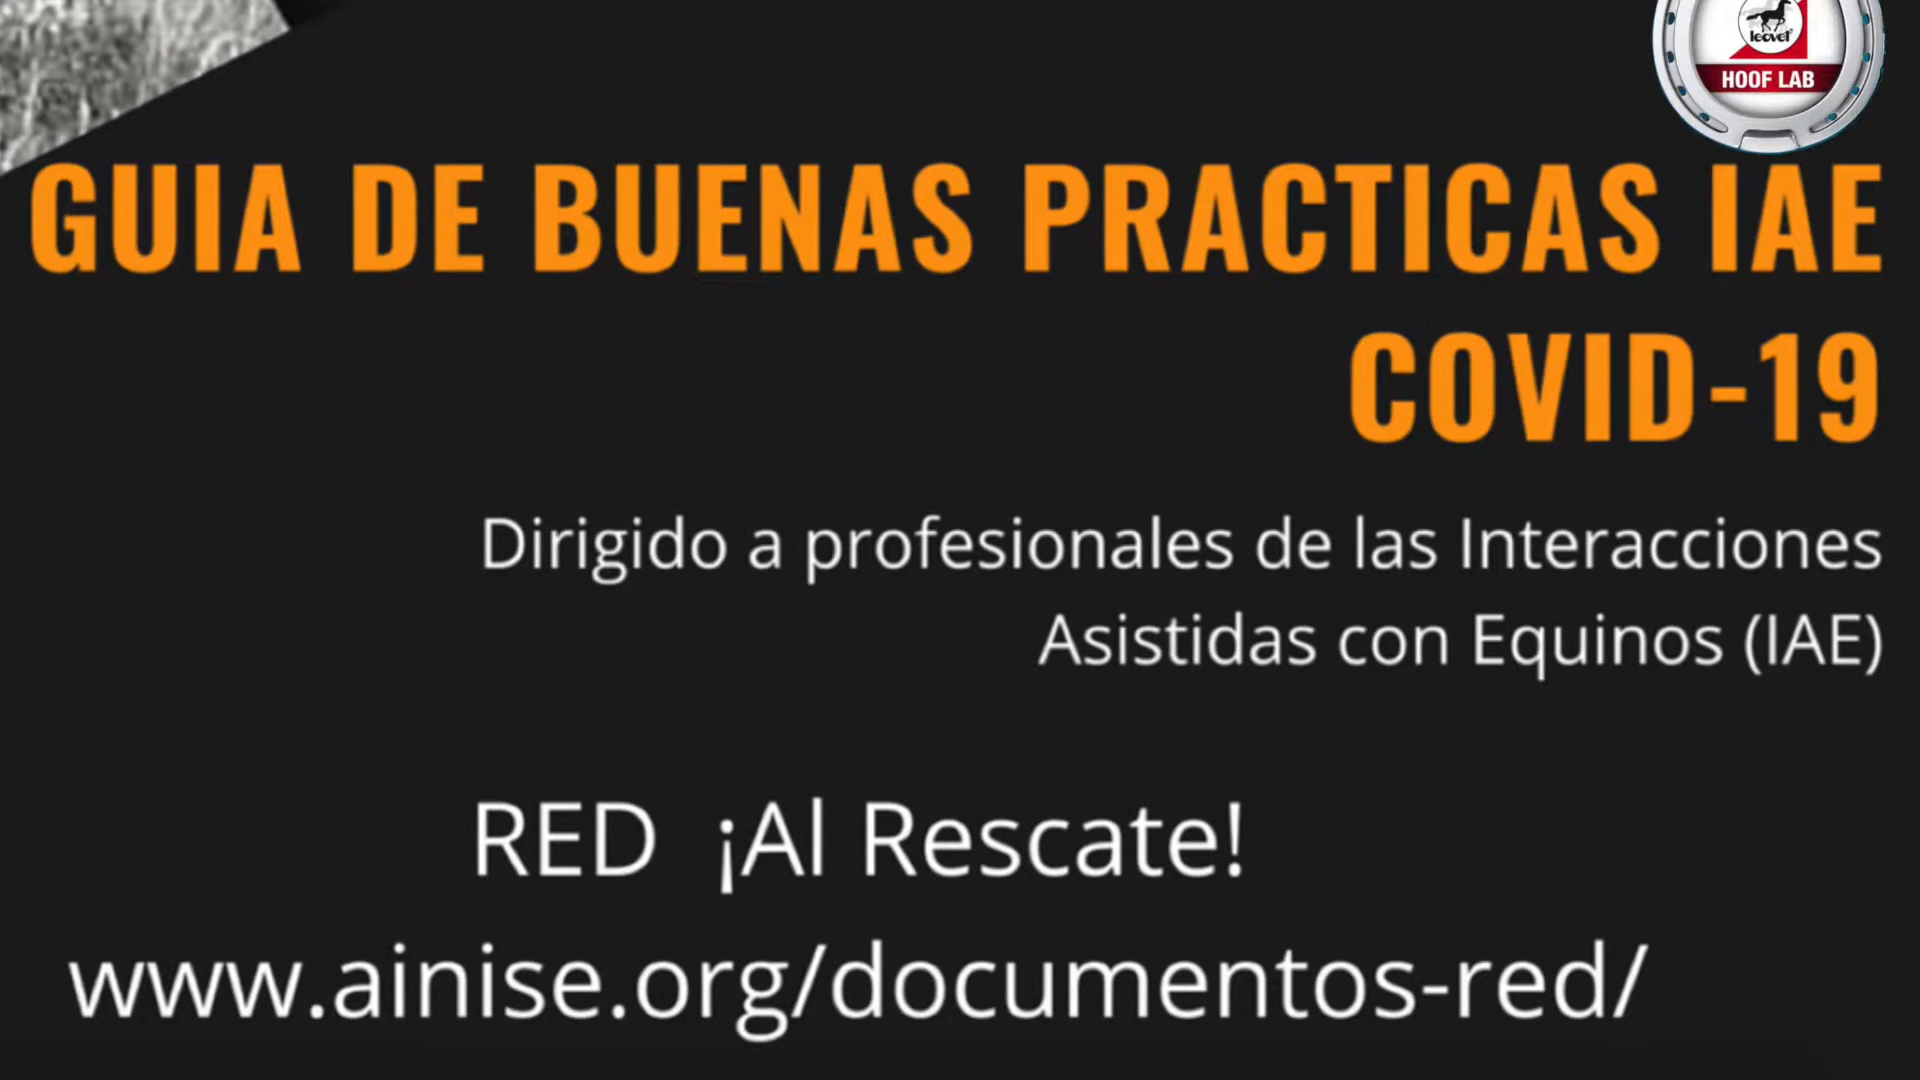 leovet
HOOF LAB
GUIA DE BUENAS PRACTICAS IAE
COVID-19
Dirigido a profesionales de las Interacciones
Asistidas con Equinos (IAE)
RED ¡Al Rescate!
www.ainise.org/documentos-red/